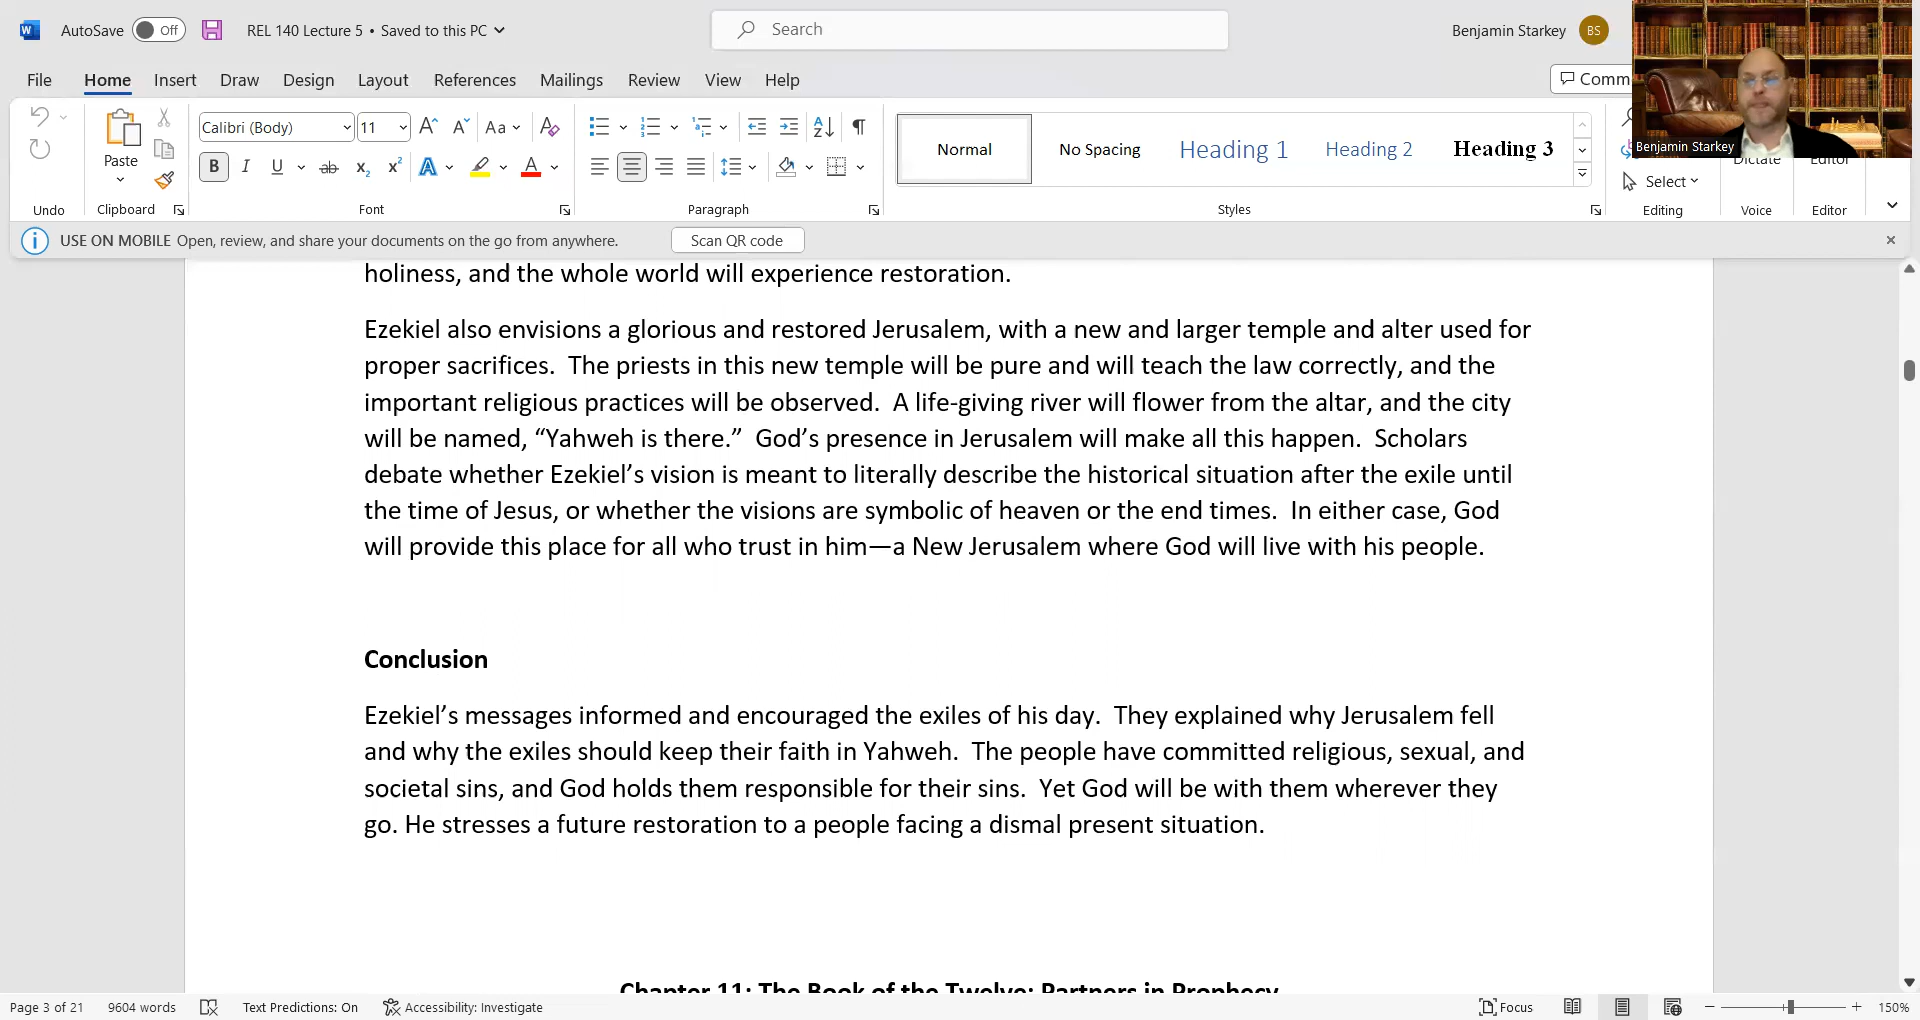 AutoSave Off REL 140 Lecture 5 • Saved to this PC Search Benjamin Starkey BS
File Home Insert Draw Design Layout References Mailings Review View Help Comm
Benjamin Starkey
Paste
Calibri (Body) 11 Aa
B I U ab x2 x2 A A
Normal No Spacing Heading 1 Heading 2 Heading 3
Select
Dictate Editor
Undo Clipboard Font Paragraph Styles Editing Voice Editor
USE ON MOBILE Open, review, and share your documents on the go from anywhere. Scan QR code
holiness, and the whole world will experience restoration.
Ezekiel also envisions a glorious and restored Jerusalem, with a new and larger temple and alter used for
proper sacrifices. The priests in this new temple will be pure and will teach the law correctly, and the
important religious practices will be observed. A life-giving river will flower from the altar, and the city
will be named, “Yahweh is there.” God’s presence in Jerusalem will make all this happen. Scholars
debate whether Ezekiel’s vision is meant to literally describe the historical situation after the exile until
the time of Jesus, or whether the visions are symbolic of heaven or the end times. In either case, God
will provide this place for all who trust in him—a New Jerusalem where God will live with his people.
Conclusion
Ezekiel’s messages informed and encouraged the exiles of his day. They explained why Jerusalem fell
and why the exiles should keep their faith in Yahweh. The people have committed religious, sexual, and
societal sins, and God holds them responsible for their sins. Yet God will be with them wherever they
go. He stresses a future restoration to a people facing a dismal present situation.
Chapter 11: The Book of the Twelve: Partners in Prophecy
Page 3 of 21 9604 words Text Predictions: On Accessibility: Investigate Focus 150%